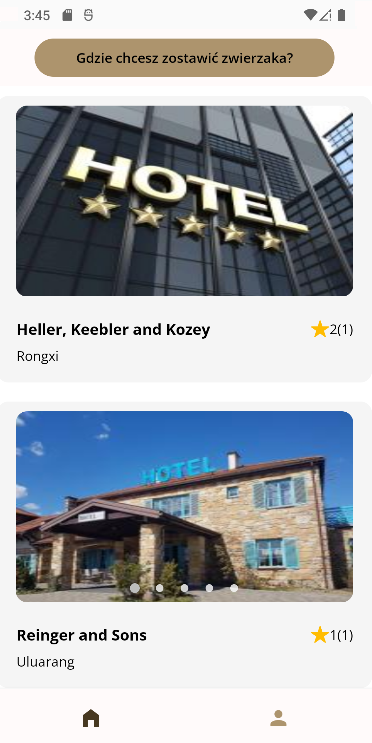 3:45
Gdzie chcesz zostawić zwierzaka?
HOTEL
Heller, Keebler and Kozey
2(1)
Rongxi
HOTEL
Reinger and Sons
1(1)
Uluarang